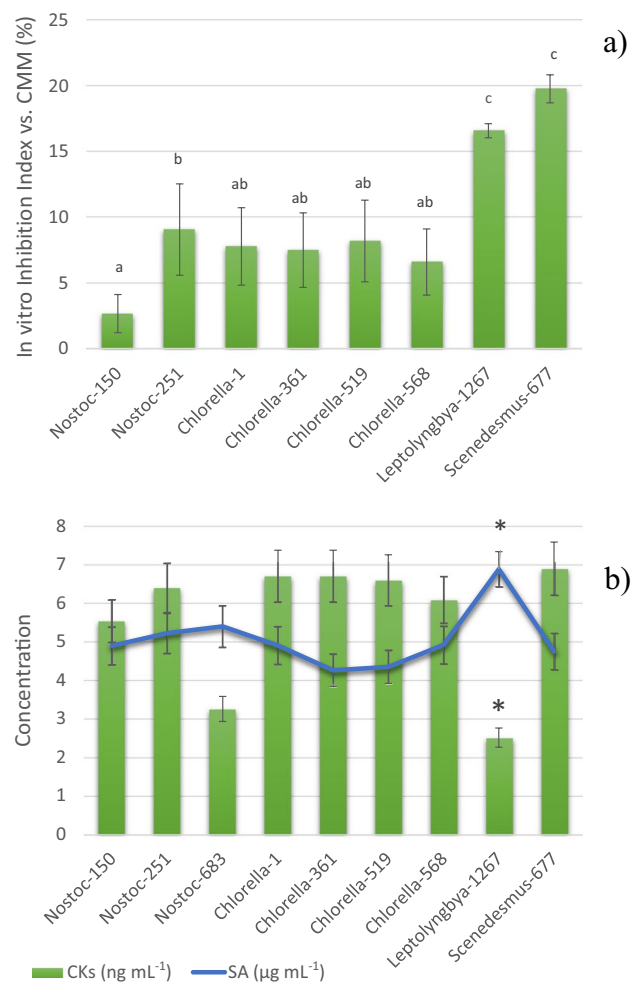 a)
In vitro Inhibition Index vs. CMM (%)
25
20
15
10
5
0
a
b
ab
ab
ab
ab
c
c
Nostoc-150
Nostoc-251
Chlorella-1
Chlorella-361
Chlorella-519
Chlorella-568
Leptolyngbya-1267
Scenedesmus-677
b)
Concentration
8
7
6
5
4
3
2
1
0
*
*
Nostoc-150
Nostoc-251
Nostoc-683
Chlorella-1
Chlorella-361
Chlorella-519
Chlorella-568
Leptolyngbya-1267
Scenedesmus-677
CKs (ng mL⁻¹) SA (µg mL⁻¹)